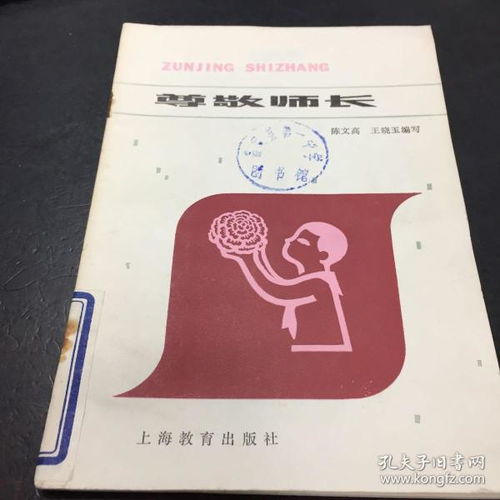 ZUNJING SHIZHANG
尊敬师长
陈文高 王晓玉编写
图书馆
上海教育出版社
孔夫子旧书网
www.kongfz.com